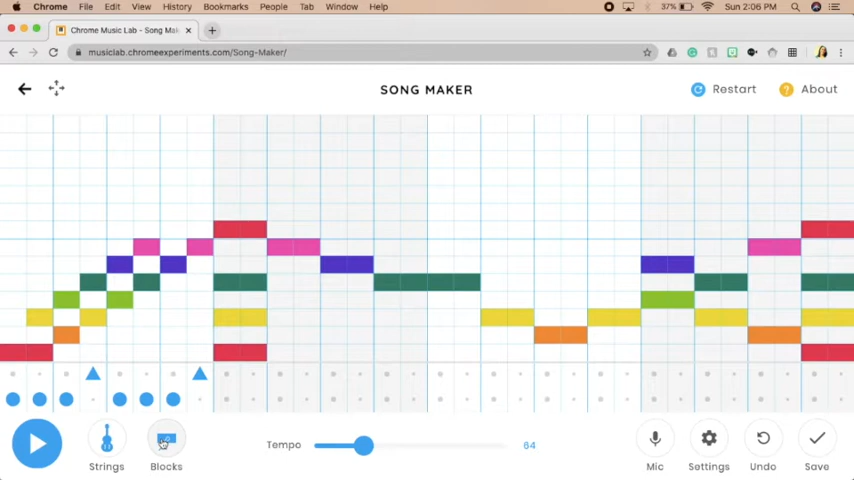 Chrome File Edit View History Bookmarks People Tab Window Help 37% Sun 2:06 PM
Chrome Music Lab - Song Mak
musiclab.chromeexperiments.com/Song-Maker/
SONG MAKER Restart ? About
Tempo 64
Strings Blocks Mic Settings Undo Save